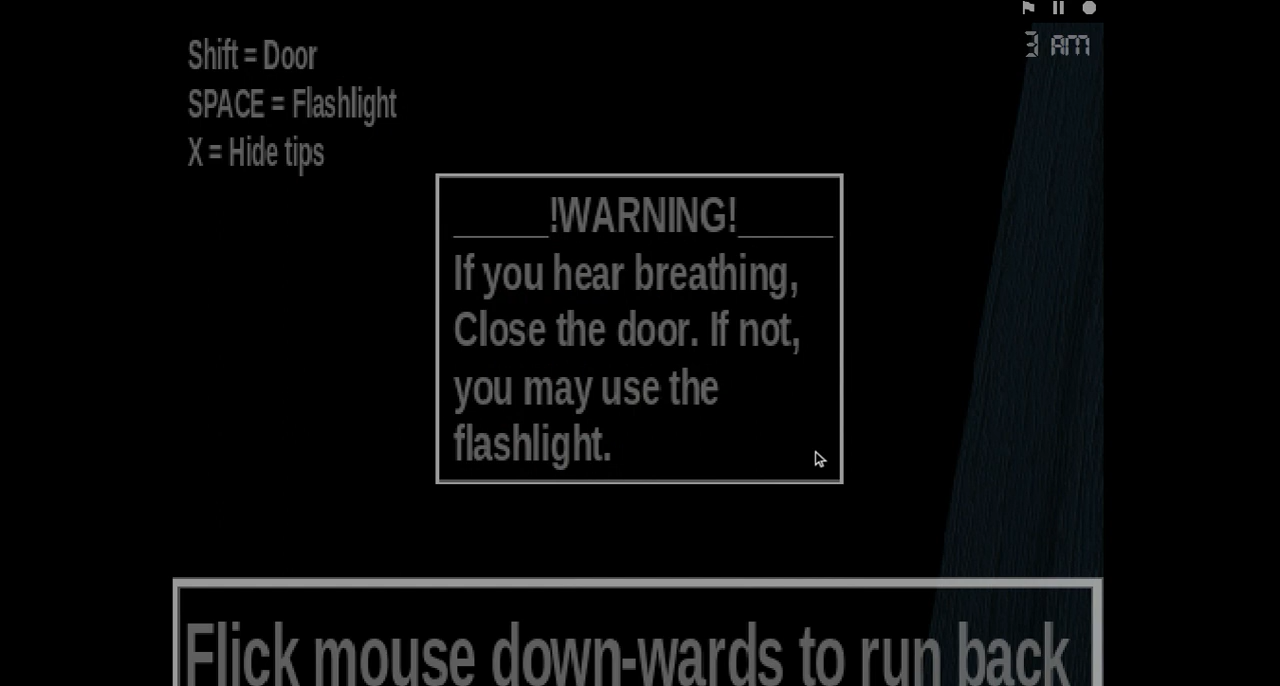 3 AM
Shift = Door
SPACE = Flashlight
X = Hide tips
_____!WARNING!_____
If you hear breathing,
Close the door. If not,
you may use the
flashlight.
Flick mouse down-wards to run back